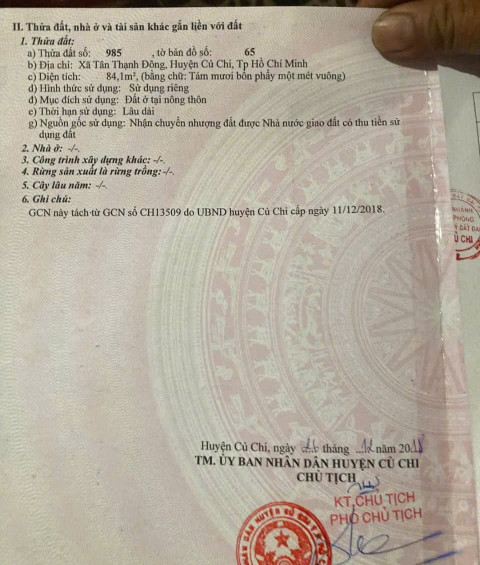 II. Thửa đất, nhà ở và tài sản khác gắn liền với đất
1. Thửa đất:
a) Thửa đất số: 985 , tờ bản đồ số: 65
b) Địa chỉ: Xã Tân Thạnh Đông, Huyện Củ Chi, Tp Hồ Chí Minh
c) Diện tích: 84,1m², (bằng chữ: Tám mươi bốn phẩy một mét vuông)
d) Hình thức sử dụng: Sử dụng riêng
đ) Mục đích sử dụng: Đất ở tại nông thôn
e) Thời hạn sử dụng: Lâu dài
g) Nguồn gốc sử dụng: Nhận chuyển nhượng đất được Nhà nước giao đất có thu tiền sử
dụng đất
2. Nhà ở: -/-.
3. Công trình xây dựng khác: -/-.
4. Rừng sản xuất là rừng trồng: -/-.
5. Cây lâu năm: -/-.
6. Ghi chú:
GCN này tách từ GCN số CH13509 do UBND huyện Củ Chi cấp ngày 11/12/2018.
PHÒNG
ĐẤT ĐAI
Ủ CHI
Huyện Củ Chi, ngày tháng năm 2018
TM. ỦY BAN NHÂN DÂN HUYỆN CỦ CHI
CHỦ TỊCH
KT.CHỦ TỊCH
PHÓ CHỦ TỊCH